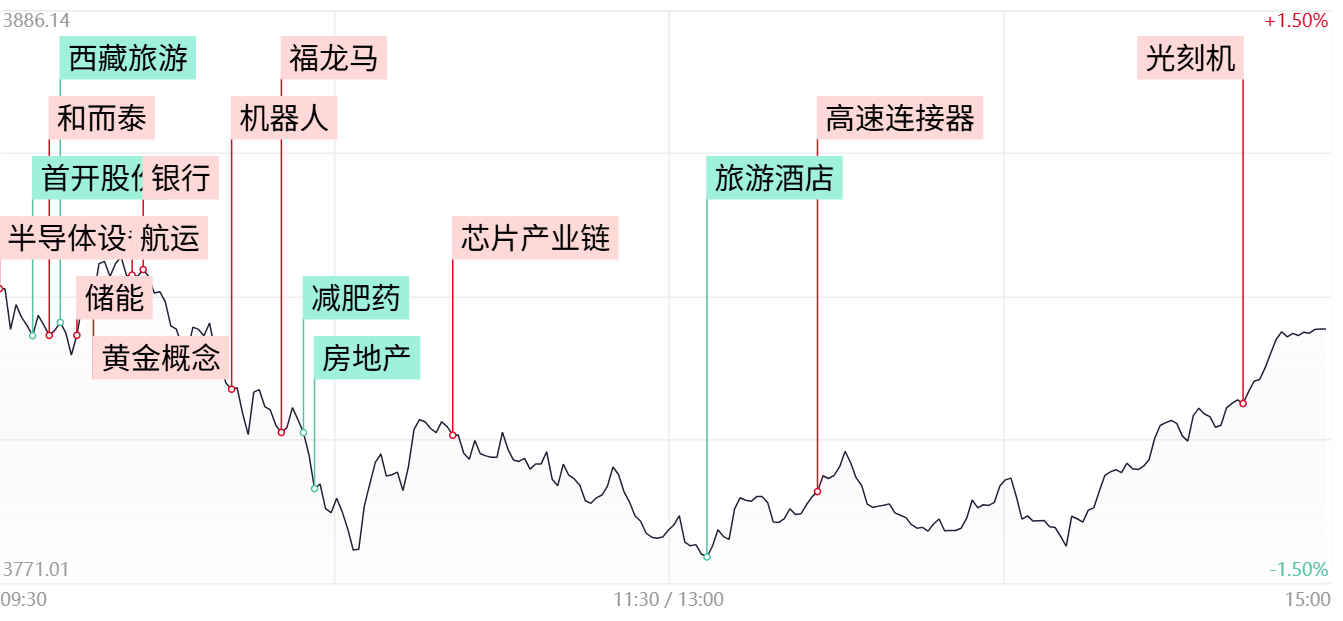 3886.14
+1.50%
西藏旅游
福龙马
光刻机
和而泰
机器人
高速连接器
首开股份
银行
旅游酒店
半导体设
航运
芯片产业链
储能
减肥药
黄金概念
房地产
3771.01
-1.50%
09:30
11:30 / 13:00
15:00